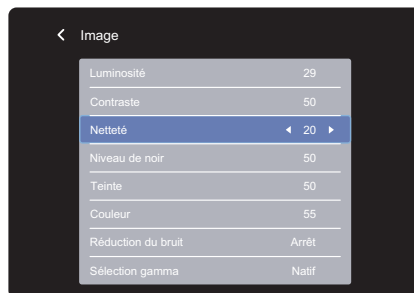 Image
Luminosité 29
Contraste 50
Netteté 20
Niveau de noir 50
Teinte 50
Couleur 55
Réduction du bruit Arrêt
Sélection gamma Natif